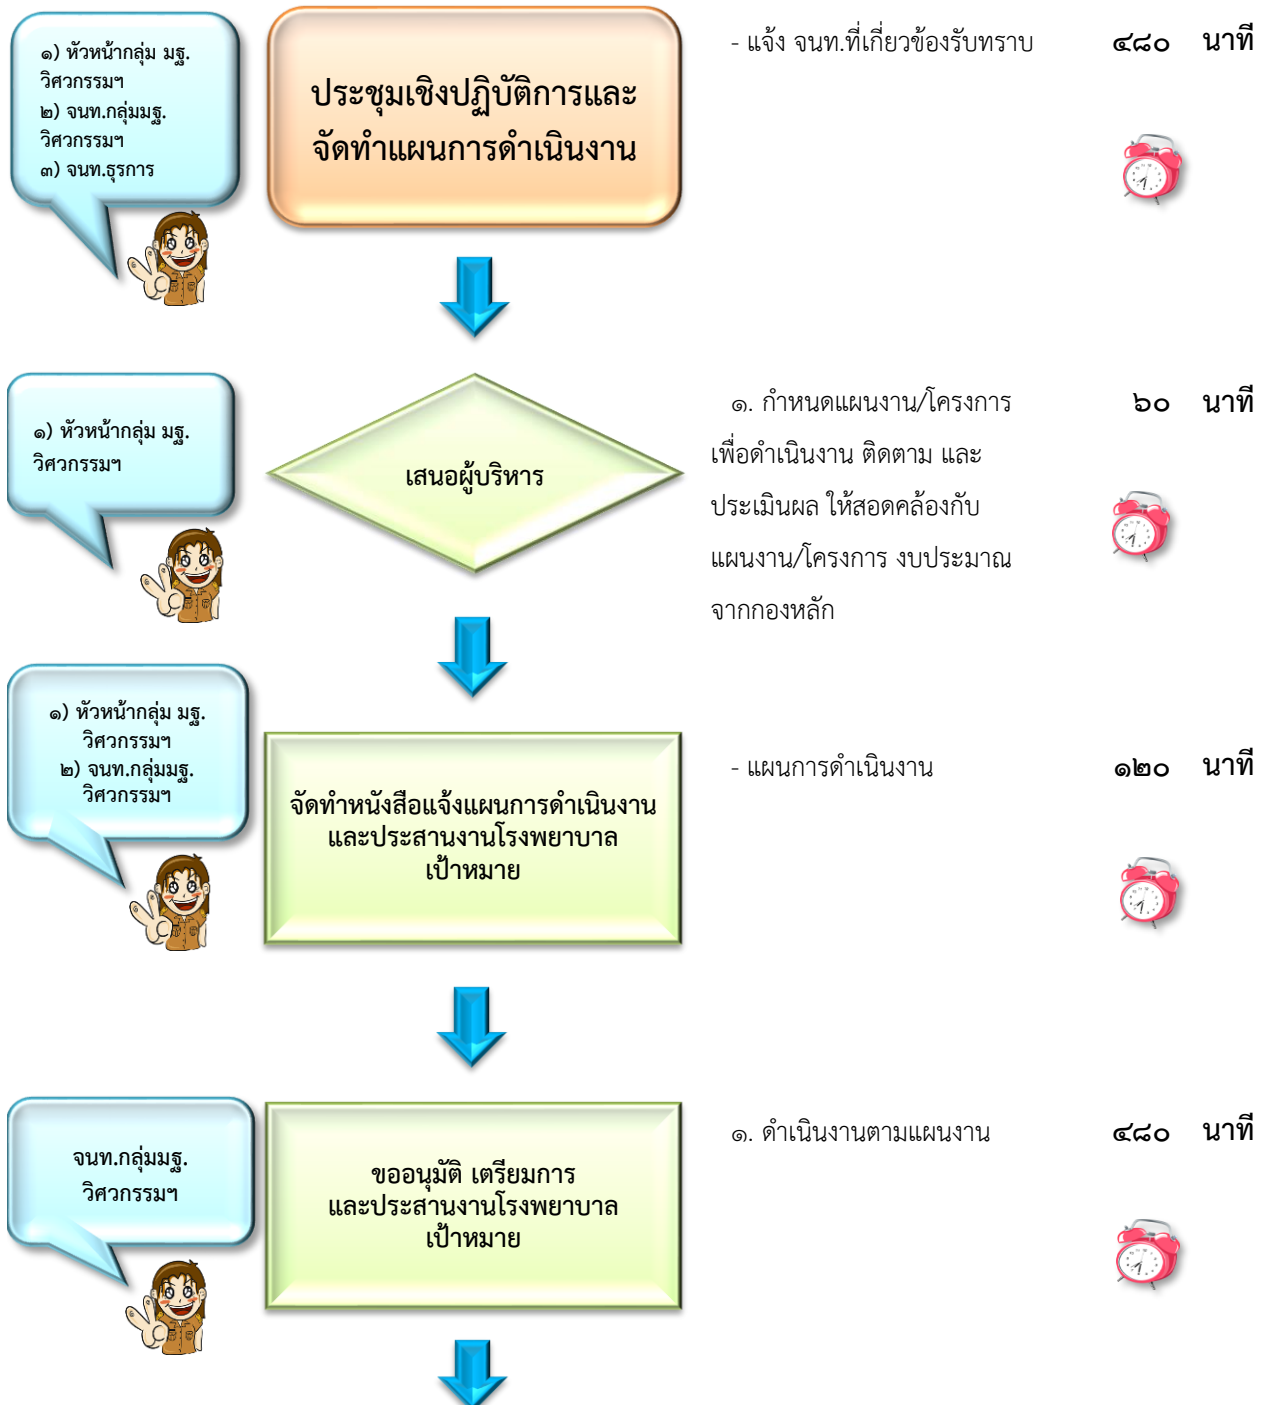 ๑) หัวหน้ากลุ่ม มฐ.
วิศวกรรมฯ
๒) จนท.กลุ่มมฐ.
วิศวกรรมฯ
๓) จนท.ธุรการ
ประชุมเชิงปฏิบัติการและ
จัดทำแผนการดำเนินงาน
- แจ้ง จนท.ที่เกี่ยวข้องรับทราบ
๔๘๐ นาที
๑) หัวหน้ากลุ่ม มฐ.
วิศวกรรมฯ
เสนอผู้บริหาร
๑. กำหนดแผนงาน/โครงการ
เพื่อดำเนินงาน ติดตาม และ
ประเมินผล ให้สอดคล้องกับ
แผนงาน/โครงการ งบประมาณ
จากกองหลัก
๖๐ นาที
๑) หัวหน้ากลุ่ม มฐ.
วิศวกรรมฯ
๒) จนท.กลุ่มมฐ.
วิศวกรรมฯ
จัดทำหนังสือแจ้งแผนการดำเนินงาน
และประสานงานโรงพยาบาล
เป้าหมาย
- แผนการดำเนินงาน
๑๒๐ นาที
จนท.กลุ่มมฐ.
วิศวกรรมฯ
ขออนุมัติ เตรียมการ
และประสานงานโรงพยาบาล
เป้าหมาย
๑. ดำเนินงานตามแผนงาน
๔๘๐ นาที